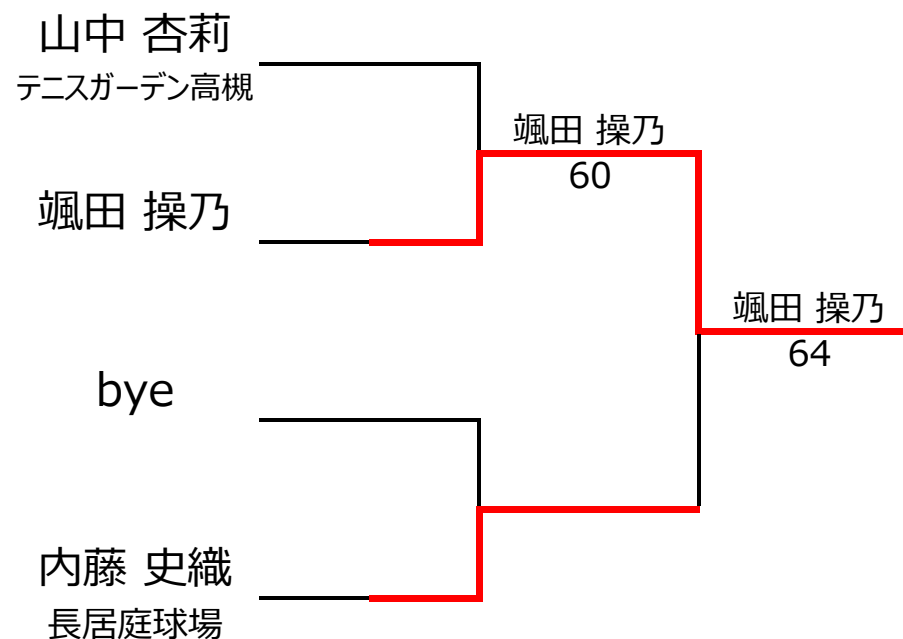 山中 杏莉
テニスガーデン高槻
颯田 操乃
60
颯田 操乃
颯田 操乃
64
bye
内藤 史織
長居庭球場